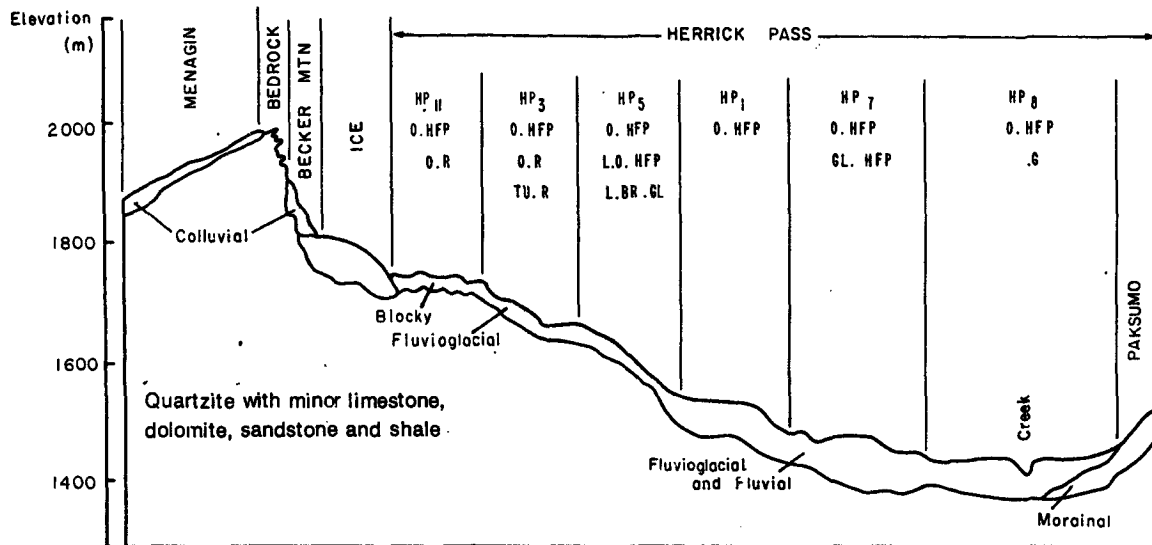 Elevation
(m)
HERRICK PASS
MENAGIN
BEDROCK
BECKER MTN
ICE
HP11
O.HFP
O.R
HP3
O.HFP
O.R
TU.R
HP5
O.HFP
L.O.HFP
L.BR.GL
HP1
O.HFP
HP7
O.HFP
GL.HFP
HP8
O.HFP
.G
PAKSUMO
2000
1800
1600
1400
Colluvial
Blocky
Fluvioglacial
Quartzite with minor limestone,
dolomite, sandstone and shale
Fluvioglacial
and Fluvial
Creek
Morainal